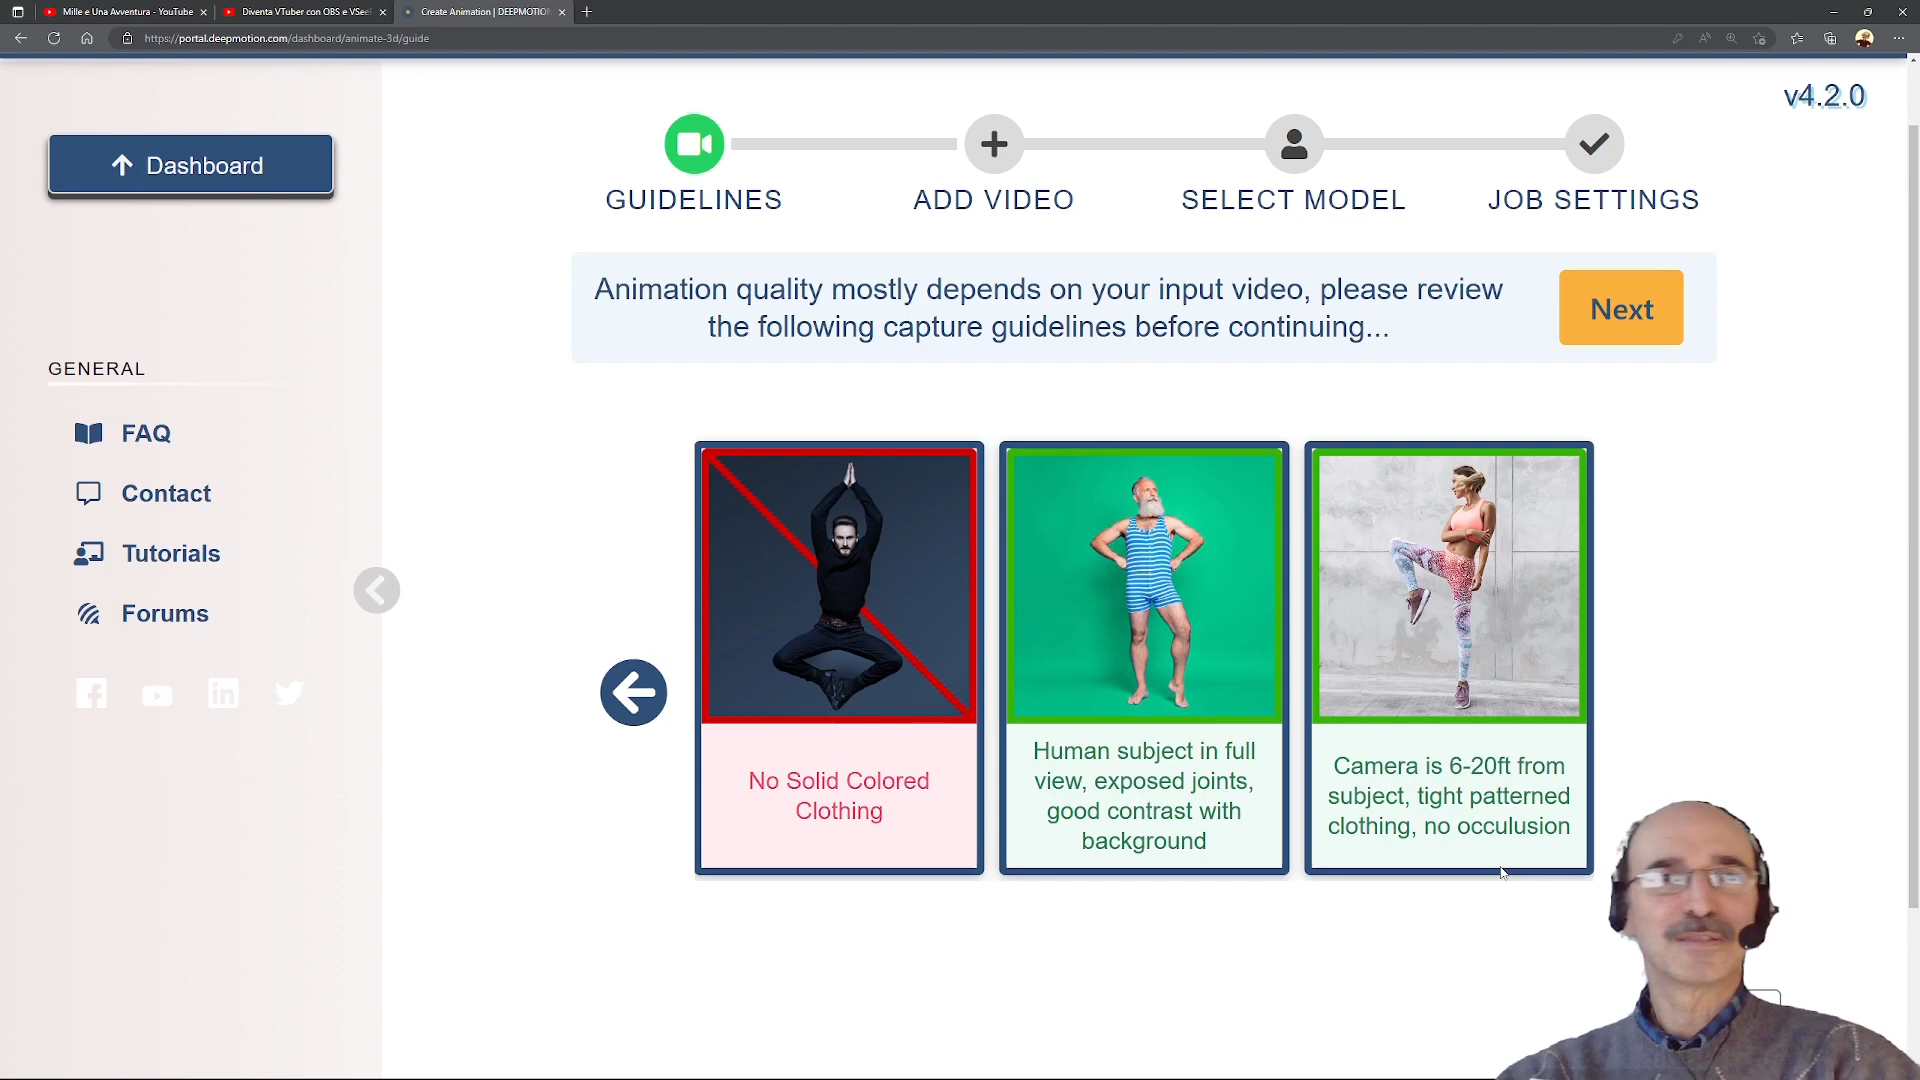 Mille e Una Avventura - YouTube
Diventa VTuber con OBS e VSeeF
Create Animation | DEEPMOTION
https://portal.deepmotion.com/dashboard/animate-3d/guide
v4.2.0
Dashboard
GUIDELINES
ADD VIDEO
SELECT MODEL
JOB SETTINGS
Animation quality mostly depends on your input video, please review
the following capture guidelines before continuing...
Next
GENERAL
FAQ
Contact
Tutorials
Forums
No Solid Colored
Clothing
Human subject in full
view, exposed joints,
good contrast with
background
Camera is 6-20ft from
subject, tight patterned
clothing, no occulusion